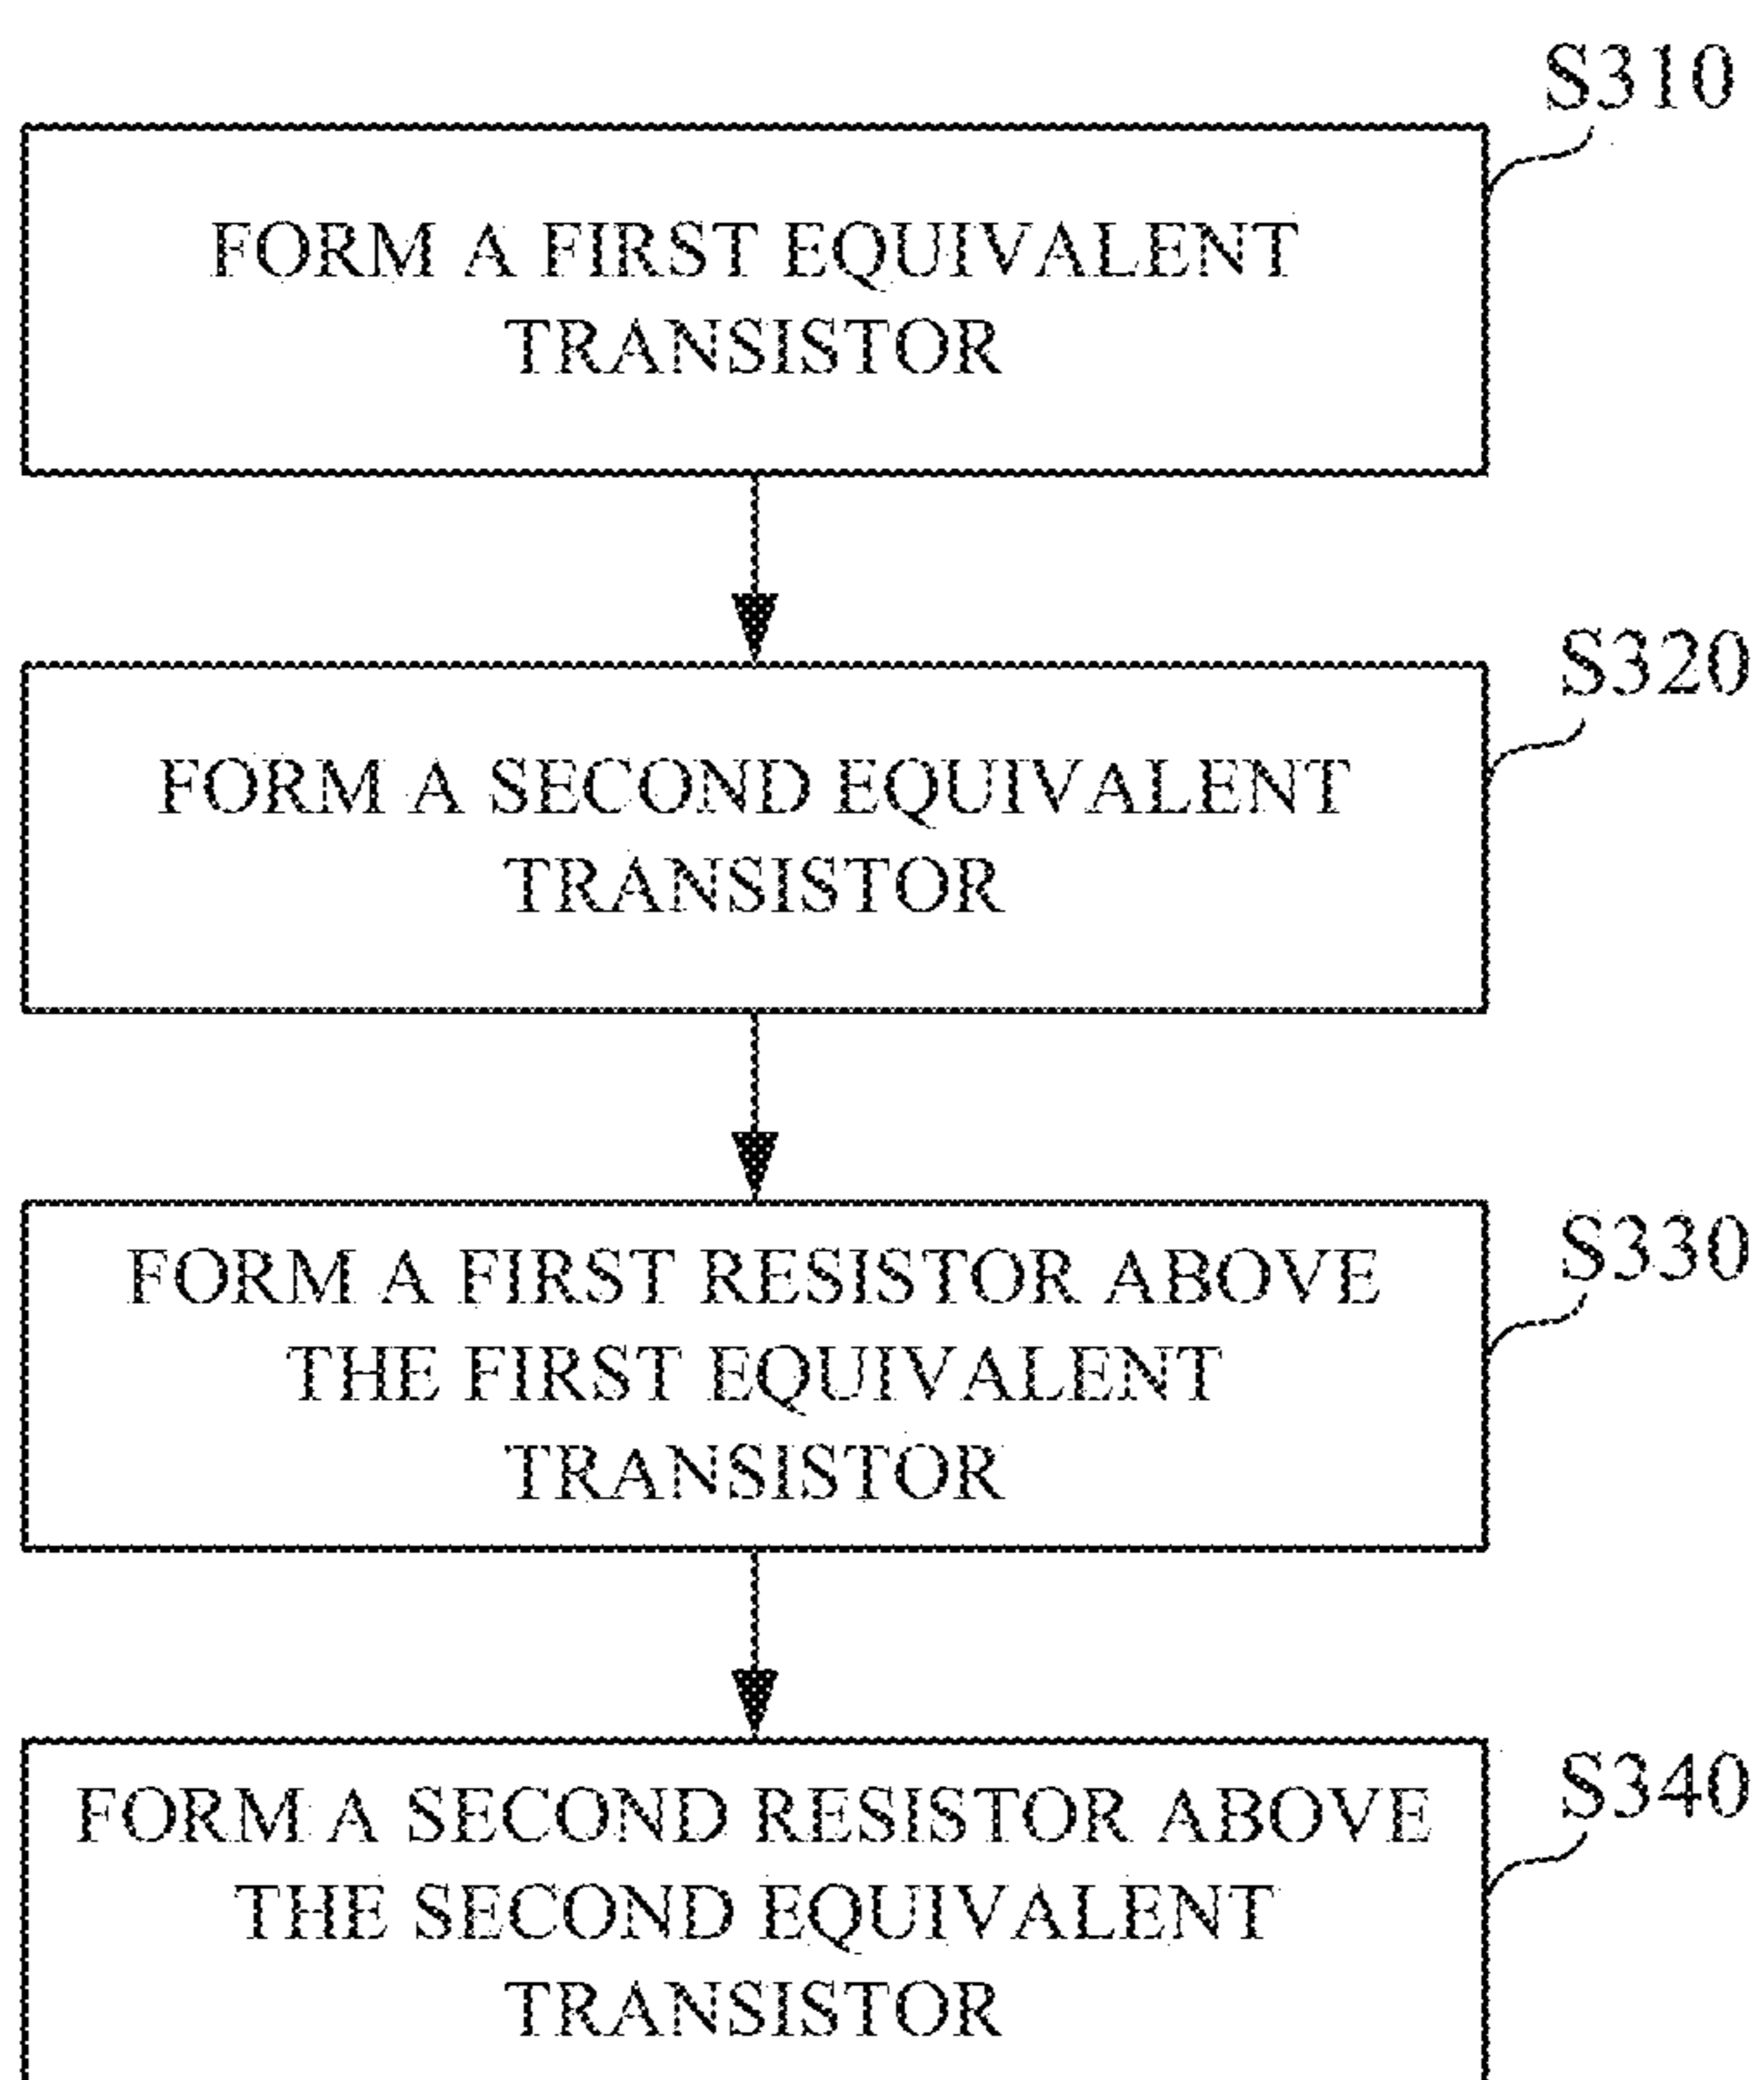 S310
FORM A FIRST EQUIVALENT
TRANSISTOR
S320
FORM A SECOND EQUIVALENT
TRANSISTOR
S330
FORM A FIRST RESISTOR ABOVE
THE FIRST EQUIVALENT
TRANSISTOR
S340
FORM A SECOND RESISTOR ABOVE
THE SECOND EQUIVALENT
TRANSISTOR